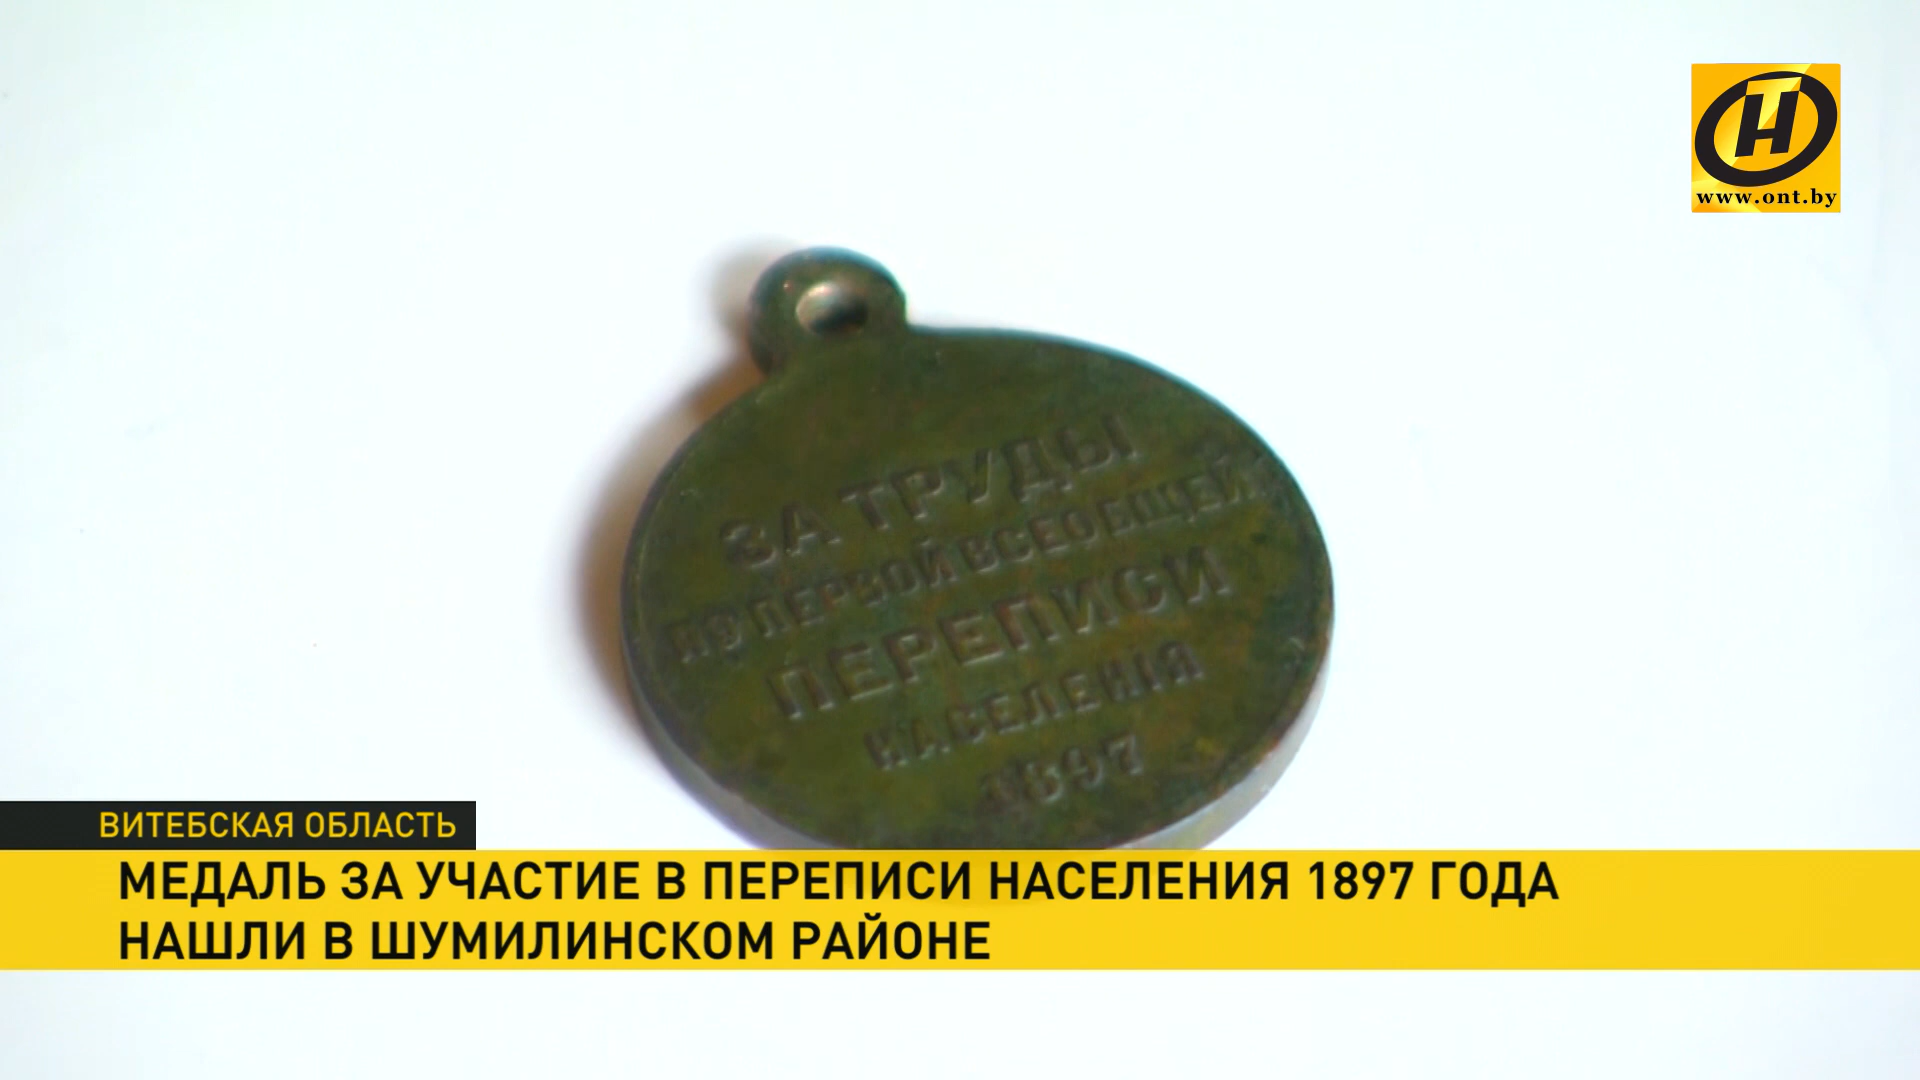 ОНТ
www.ont.by
ЗА ТРУДЫ
ПО ПЕРВОЙ ВСЕОБЩЕЙ
ПЕРЕПИСИ
НАСЕЛЕНІЯ
1897
ВИТЕБСКАЯ ОБЛАСТЬ
МЕДАЛЬ ЗА УЧАСТИЕ В ПЕРЕПИСИ НАСЕЛЕНИЯ 1897 ГОДА
НАШЛИ В ШУМИЛИНСКОМ РАЙОНЕ